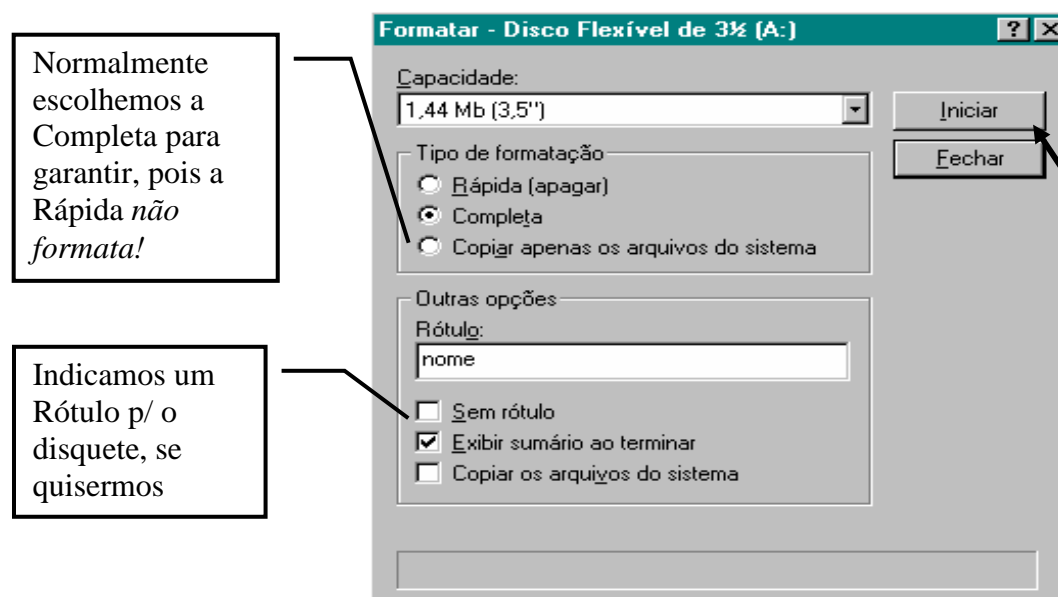 Normalmente
escolhemos a
Completa para
garantir, pois a
Rápida não
formata!
Indicamos um
Rótulo p/ o
disquete, se
quisermos
Formatar - Disco Flexível de 3½ (A:)
Capacidade:
1,44 Mb (3,5'')
Iniciar
Fechar
Tipo de formatação
Rápida (apagar)
Completa
Copiar apenas os arquivos do sistema
Outras opções
Rótulo:
nome
Sem rótulo
Exibir sumário ao terminar
Copiar os arquivos do sistema